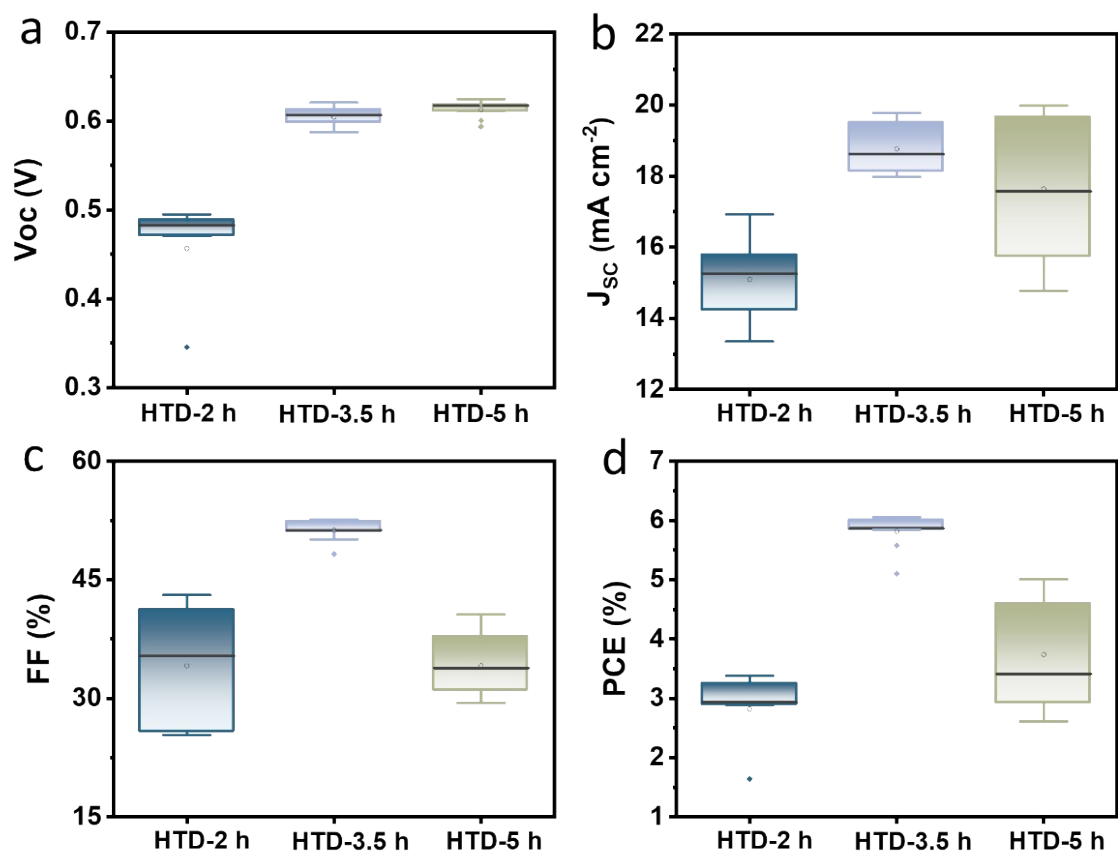 a
0.7
0.6
0.5
0.4
0.3
Voc (V)
HTD-2 h HTD-3.5 h HTD-5 h
b
22
20
18
16
14
12
JSC (mA cm-2)
HTD-2 h HTD-3.5 h HTD-5 h
c
60
45
30
15
FF (%)
HTD-2 h HTD-3.5 h HTD-5 h
d
7
6
5
4
3
2
1
PCE (%)
HTD-2 h HTD-3.5 h HTD-5 h